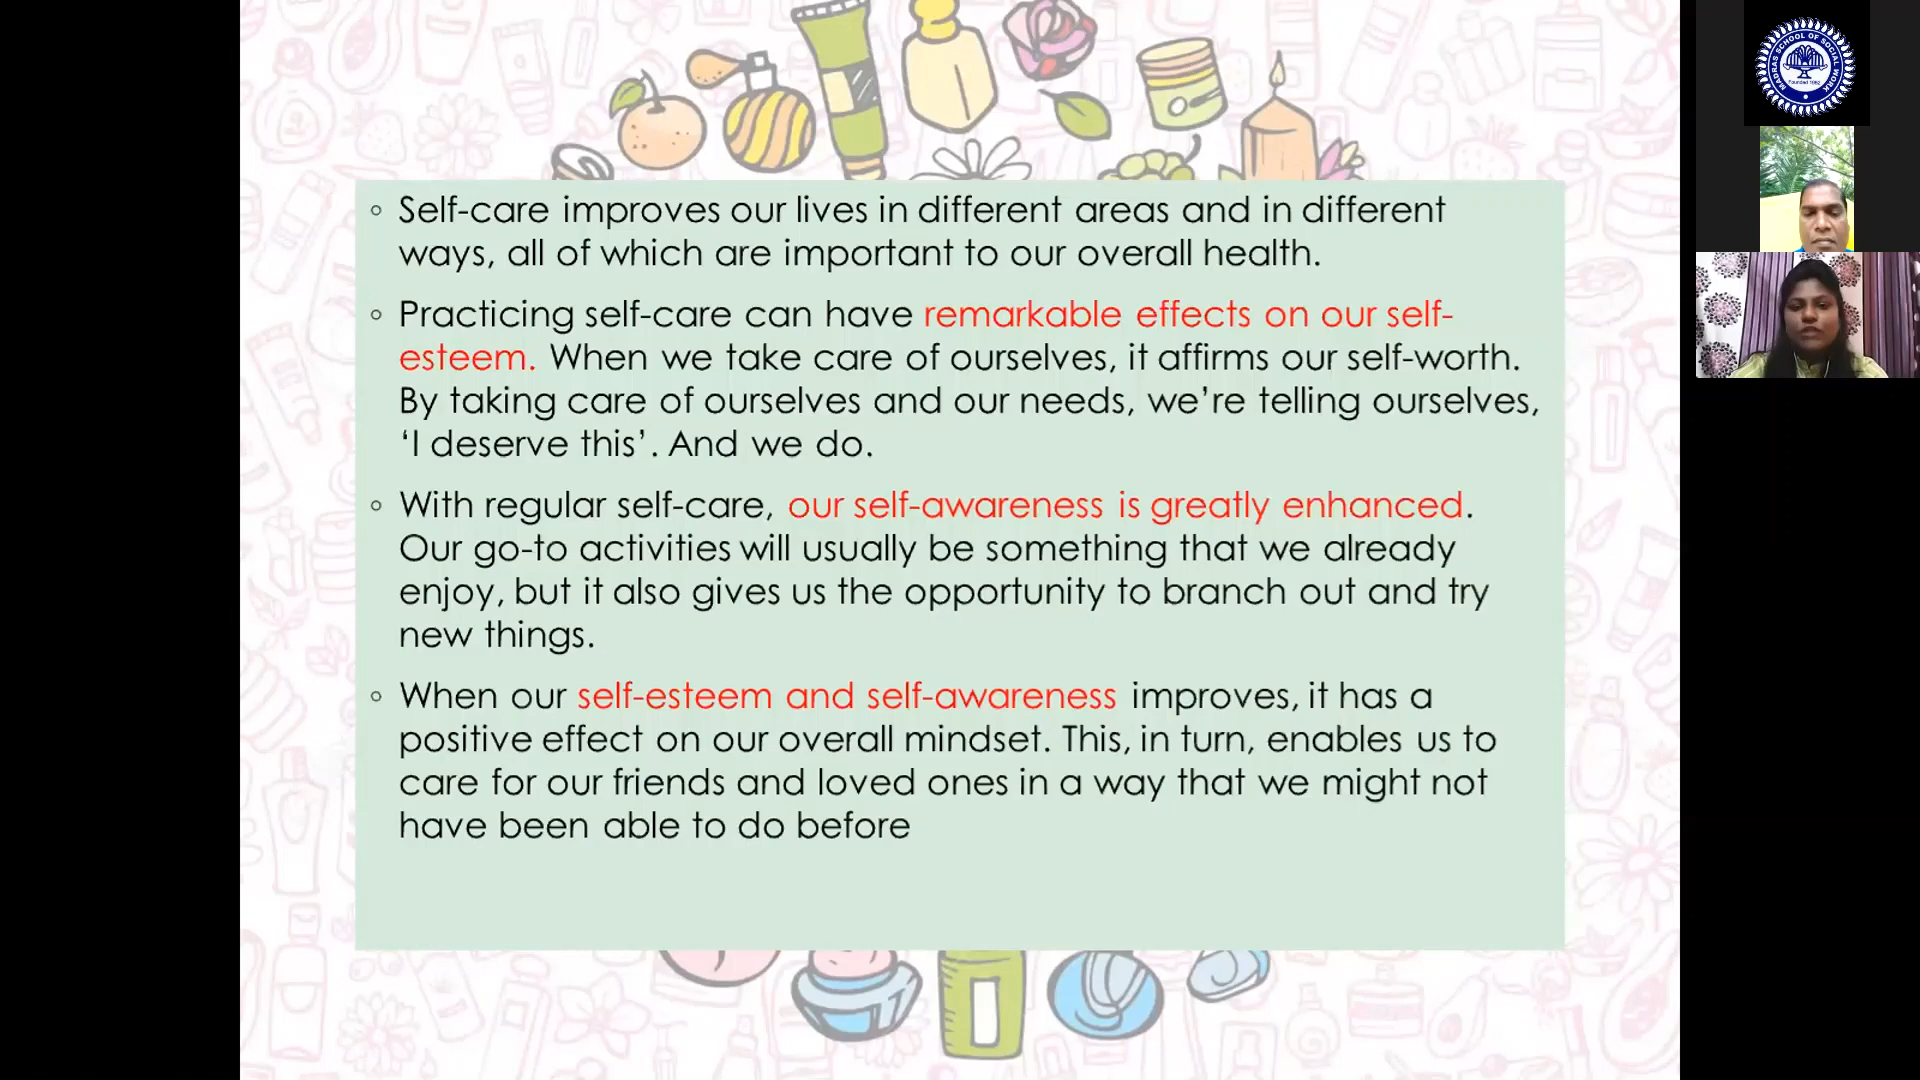 ◦ Self-care improves our lives in different areas and in different
ways, all of which are important to our overall health.
◦ Practicing self-care can have remarkable effects on our self-
esteem. When we take care of ourselves, it affirms our self-worth.
By taking care of ourselves and our needs, we’re telling ourselves,
‘I deserve this’. And we do.
◦ With regular self-care, our self-awareness is greatly enhanced.
Our go-to activities will usually be something that we already
enjoy, but it also gives us the opportunity to branch out and try
new things.
◦ When our self-esteem and self-awareness improves, it has a
positive effect on our overall mindset. This, in turn, enables us to
care for our friends and loved ones in a way that we might not
have been able to do before
MADRAS SCHOOL OF SOCIAL WORK
Founded 1952